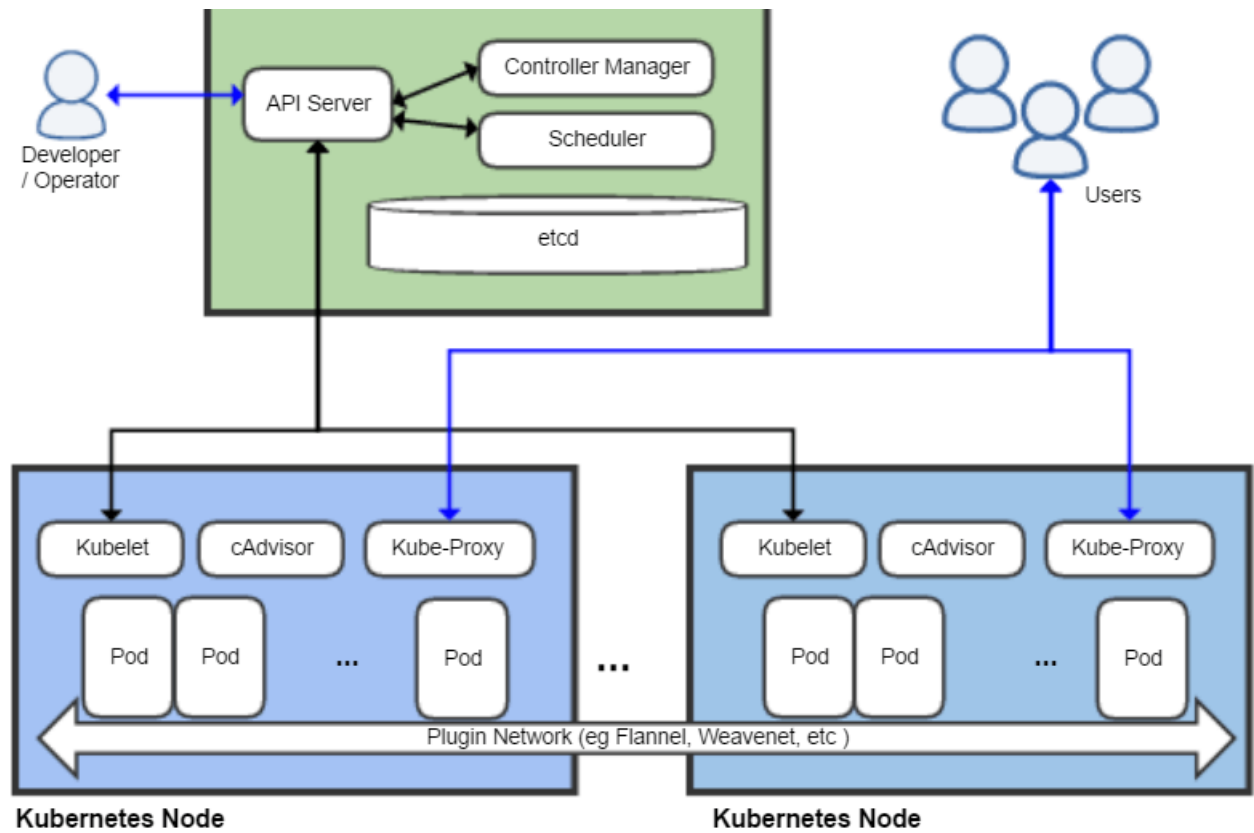 Controller Manager
API Server
Scheduler
Developer
/ Operator
etcd
Users
Kubelet
cAdvisor
Kube-Proxy
Pod
Pod
...
Pod
...
Kubelet
cAdvisor
Kube-Proxy
Pod
Pod
...
Pod
Plugin Network (eg Flannel, Weavenet, etc )
Kubernetes Node
Kubernetes Node